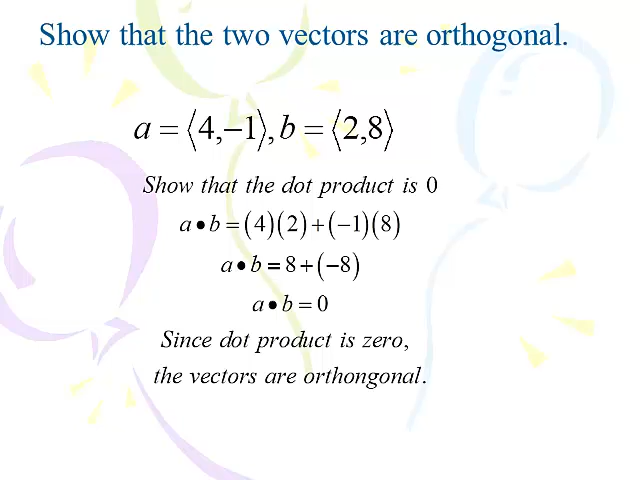 Show that the two vectors are orthogonal.
a = ⟨4,−1⟩, b = ⟨2,8⟩
Show that the dot product is 0
a • b = (4)(2) + (−1)(8)
a • b = 8 + (−8)
a • b = 0
Since dot product is zero,
the vectors are orthongonal.